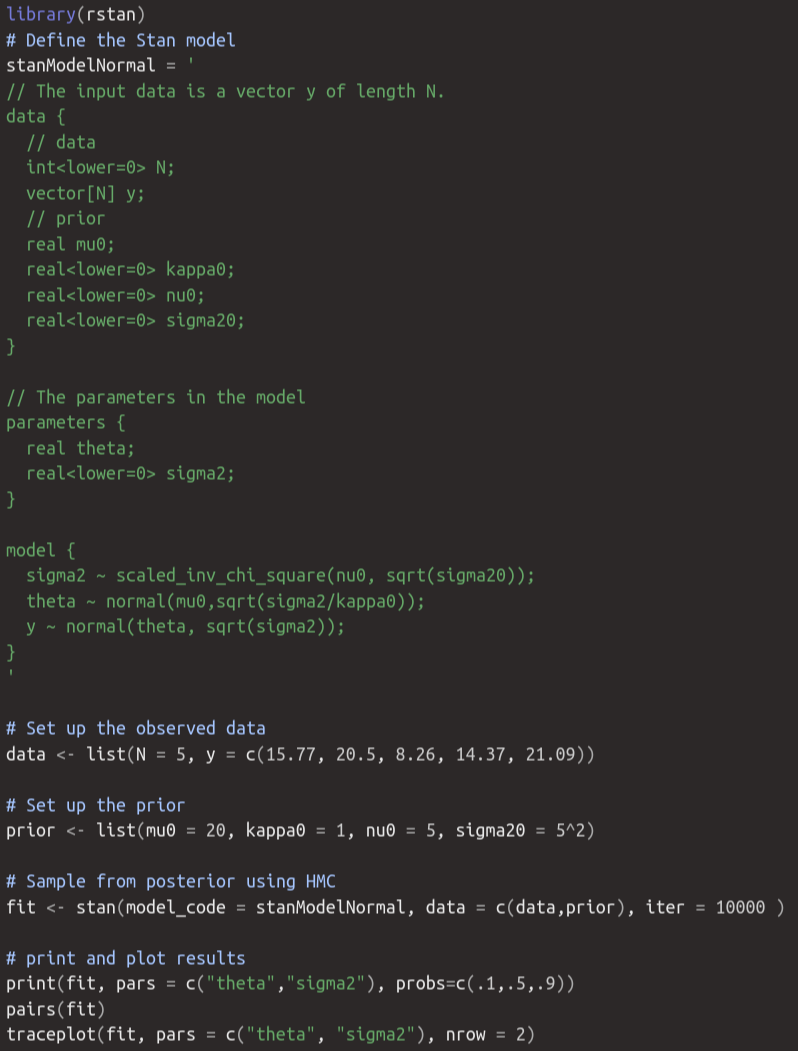 library(rstan)
# Define the Stan model
stanModelNormal = '
// The input data is a vector y of length N.
data {
  // data
  int<lower=0> N;
  vector[N] y;
  // prior
  real mu0;
  real<lower=0> kappa0;
  real<lower=0> nu0;
  real<lower=0> sigma20;
}

// The parameters in the model
parameters {
  real theta;
  real<lower=0> sigma2;
}

model {
  sigma2 ~ scaled_inv_chi_square(nu0, sqrt(sigma20));
  theta ~ normal(mu0,sqrt(sigma2/kappa0));
  y ~ normal(theta, sqrt(sigma2));
}
'

# Set up the observed data
data <- list(N = 5, y = c(15.77, 20.5, 8.26, 14.37, 21.09))

# Set up the prior
prior <- list(mu0 = 20, kappa0 = 1, nu0 = 5, sigma20 = 5^2)

# Sample from posterior using HMC
fit <- stan(model_code = stanModelNormal, data = c(data,prior), iter = 10000 )

# print and plot results
print(fit, pars = c("theta","sigma2"), probs=c(.1,.5,.9))
pairs(fit)
traceplot(fit, pars = c("theta", "sigma2"), nrow = 2)